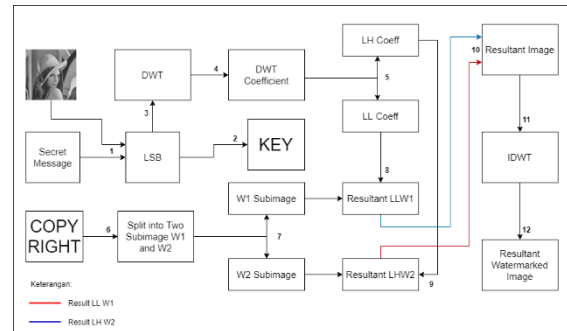 LH Coeff
10
Resultant Image
DWT
4
DWT
Coefficient
5
3
LL Coeff
11
Secret
Message
1
LSB
2
KEY
8
IDWT
W1 Subimage
Resultant LLW1
COPY
RIGHT
6
Split into Two
Subimage W1
and W2
7
12
W2 Subimage
Resultant LHW2
9
Resultant
Watermarked
Image
Keterangan:
Result LL W1
Result LH W2